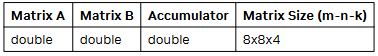 Matrix A Matrix B Accumulator Matrix Size (m-n-k)
double double double 8x8x4